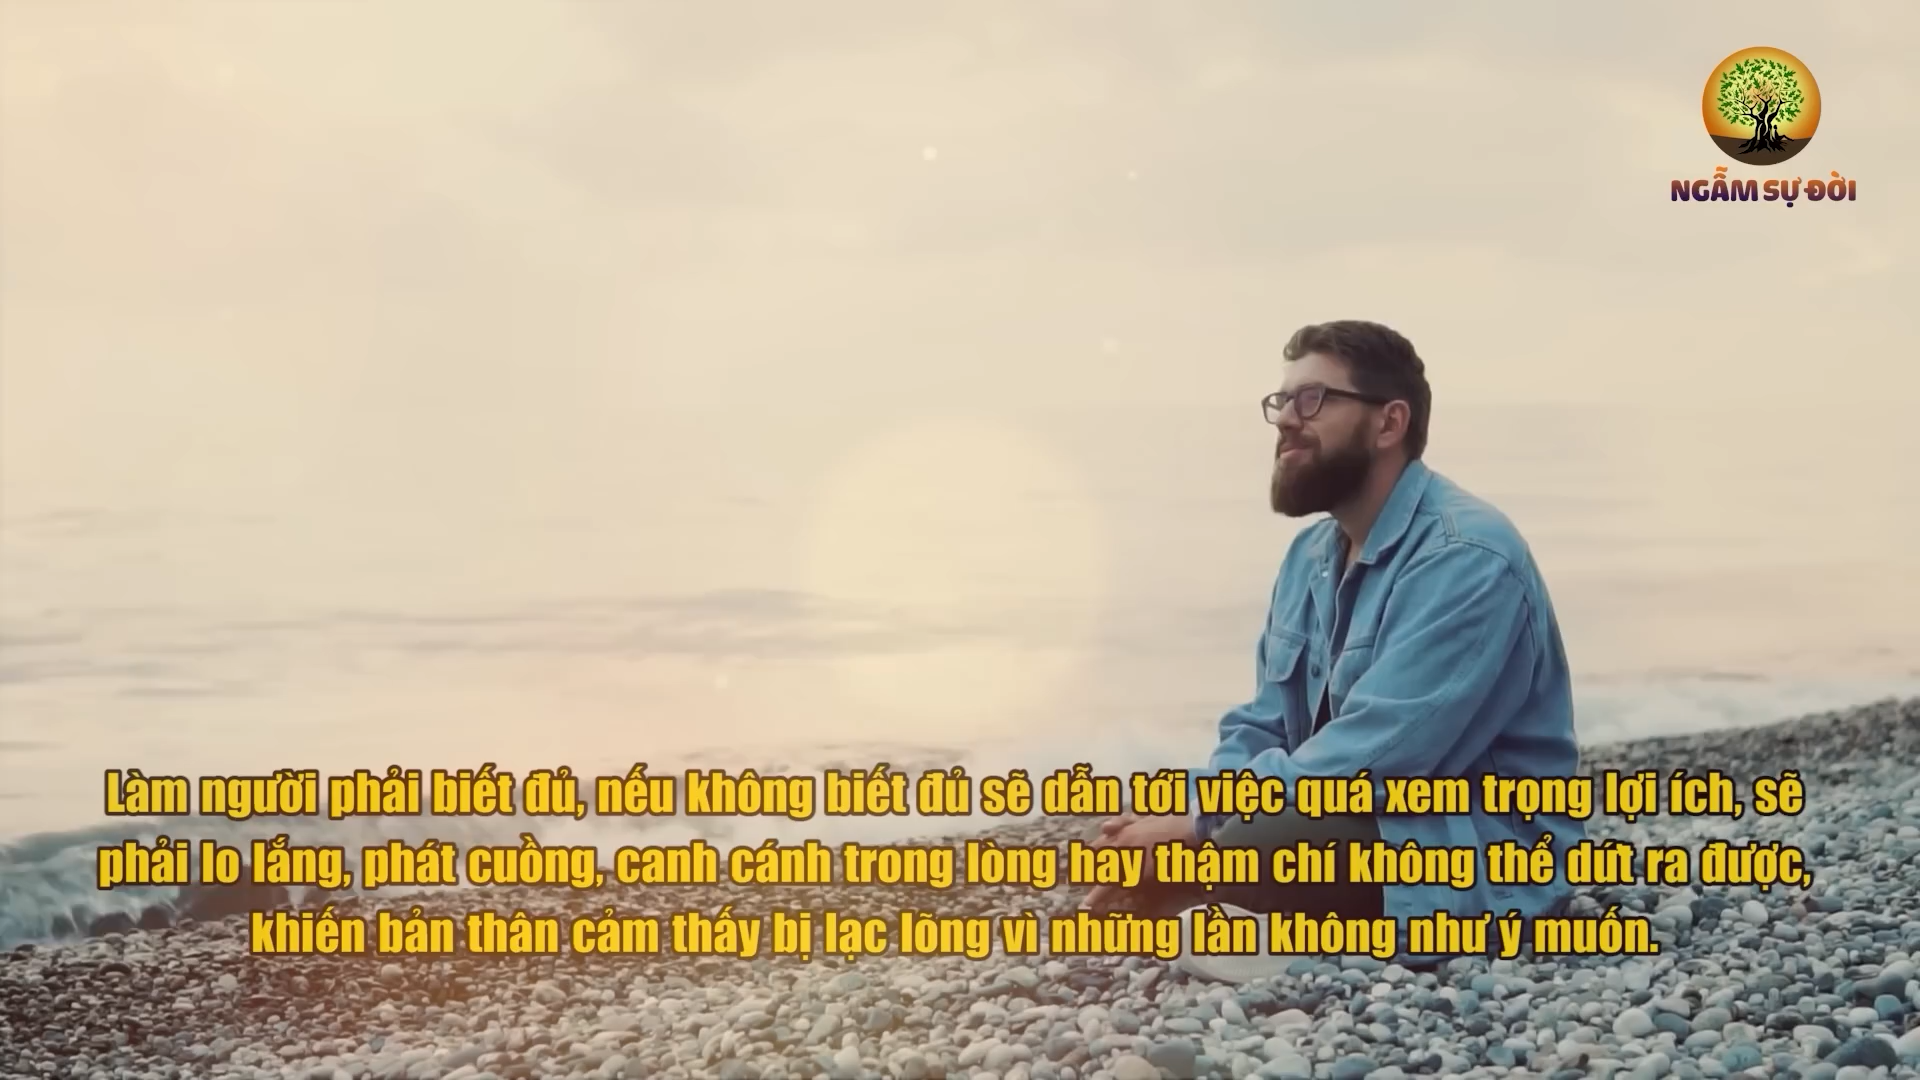 NGẪM SỰ ĐỜI
Làm người phải biết đủ, nếu không biết đủ sẽ dẫn tới việc quá xem trọng lợi ích, sẽ
phải lo lắng, phát cuồng, canh cánh trong lòng hay thậm chí không thể dứt ra được,
khiến bản thân cảm thấy bị lạc lõng vì những lần không như ý muốn.